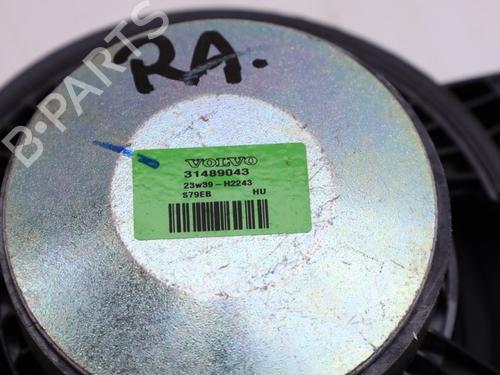 RA.
B-PARTS
VOLVO
31489043
23w39-H2243
S79EB HU